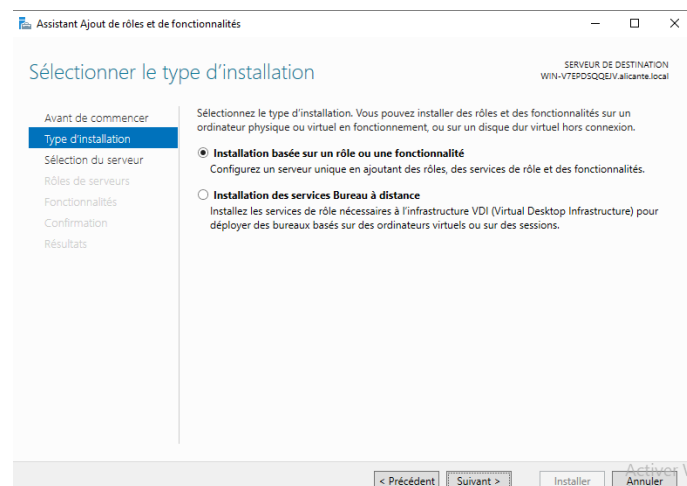 Assistant Ajout de rôles et de fonctionnalités
Sélectionner le type d'installation
SERVEUR DE DESTINATION
WIN-V7EPDSQQEJV.alicante.local
Avant de commencer
Type d'installation
Sélection du serveur
Rôles de serveurs
Fonctionnalités
Confirmation
Résultats
Sélectionnez le type d'installation. Vous pouvez installer des rôles et des fonctionnalités sur un
ordinateur physique ou virtuel en fonctionnement, ou sur un disque dur virtuel hors connexion.
Installation basée sur un rôle ou une fonctionnalité
Configurez un serveur unique en ajoutant des rôles, des services de rôle et des fonctionnalités.
Installation des services Bureau à distance
Installez les services de rôle nécessaires à l'infrastructure VDI (Virtual Desktop Infrastructure) pour
déployer des bureaux basés sur des ordinateurs virtuels ou sur des sessions.
Activer
< Précédent Suivant > Installer Annuler